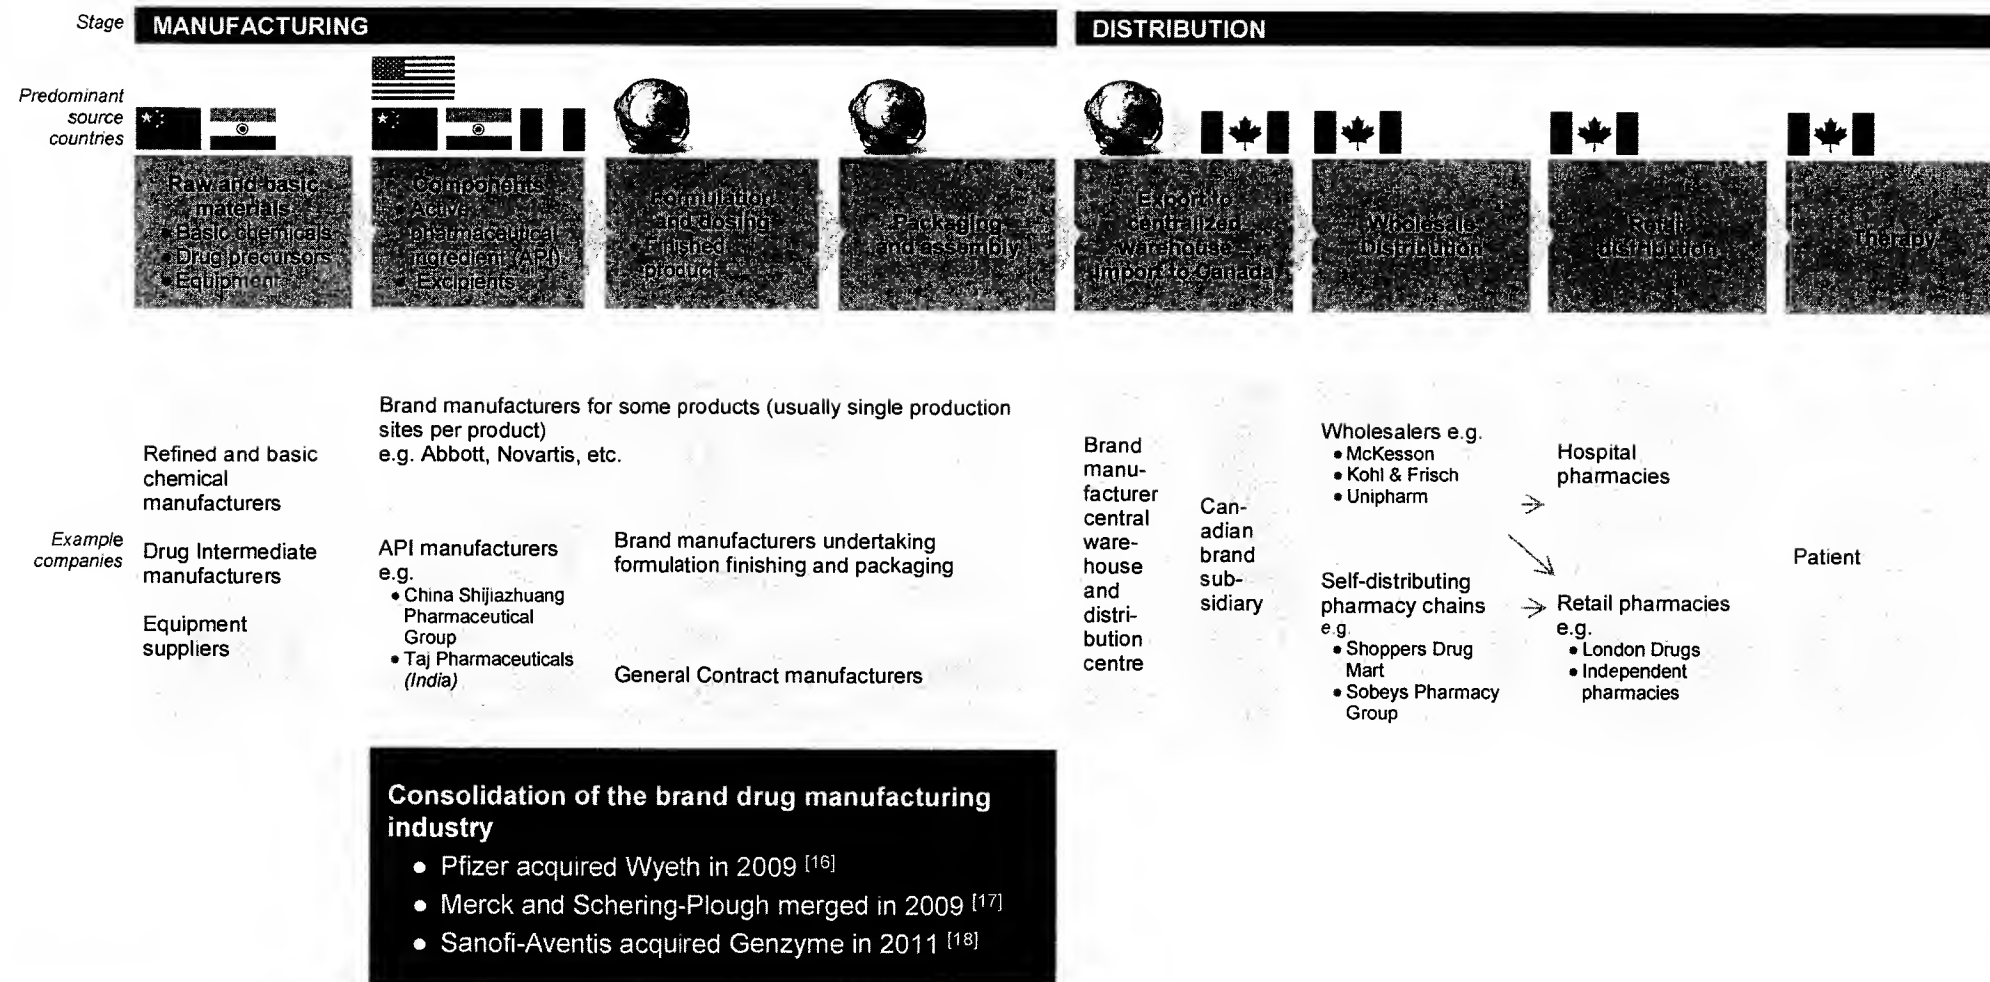 Stage
MANUFACTURING
DISTRIBUTION
Predominant
source
countries
Raw and basic
materials
• Basic chemicals
• Drug precursors
• Equipment
Components
• Active
pharmaceutical
ingredient (API)
• Excipients
Formulation
and dosing
• Finished
product
Packaging
and assembly
Export to
centralized
warehouse
import to Canada
Wholesale
Distribution
Retail
distribution
Therapy
Example
companies
Refined and basic
chemical
manufacturers
Drug Intermediate
manufacturers
Equipment
suppliers
Brand manufacturers for some products (usually single production
sites per product)
e.g. Abbott, Novartis, etc.
API manufacturers
e.g.
• China Shijiazhuang
Pharmaceutical
Group
• Taj Pharmaceuticals
(India)
Brand manufacturers undertaking
formulation finishing and packaging
General Contract manufacturers
Brand
manu-
facturer
central
ware-
house
and
distri-
bution
centre
Can-
adian
brand
sub-
sidiary
Wholesalers e.g.
• McKesson
• Kohl & Frisch
• Unipharm
Self-distributing
pharmacy chains
e.g.
• Shoppers Drug
Mart
• Sobeys Pharmacy
Group
Hospital
pharmacies
Retail pharmacies
e.g.
• London Drugs
• Independent
pharmacies
Patient
Consolidation of the brand drug manufacturing
industry
• Pfizer acquired Wyeth in 2009 [16]
• Merck and Schering-Plough merged in 2009 [17]
• Sanofi-Aventis acquired Genzyme in 2011 [18]